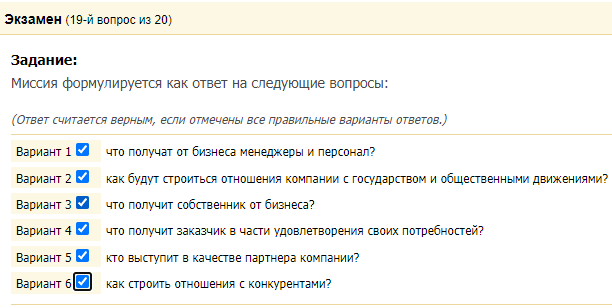 Экзамен (19-й вопрос из 20)
Задание:
Миссия формулируется как ответ на следующие вопросы:
(Ответ считается верным, если отмечены все правильные варианты ответов.)
Вариант 1 что получат от бизнеса менеджеры и персонал?
Вариант 2 как будут строиться отношения компании с государством и общественными движениями?
Вариант 3 что получит собственник от бизнеса?
Вариант 4 что получит заказчик в части удовлетворения своих потребностей?
Вариант 5 кто выступит в качестве партнера компании?
Вариант 6 как строить отношения с конкурентами?